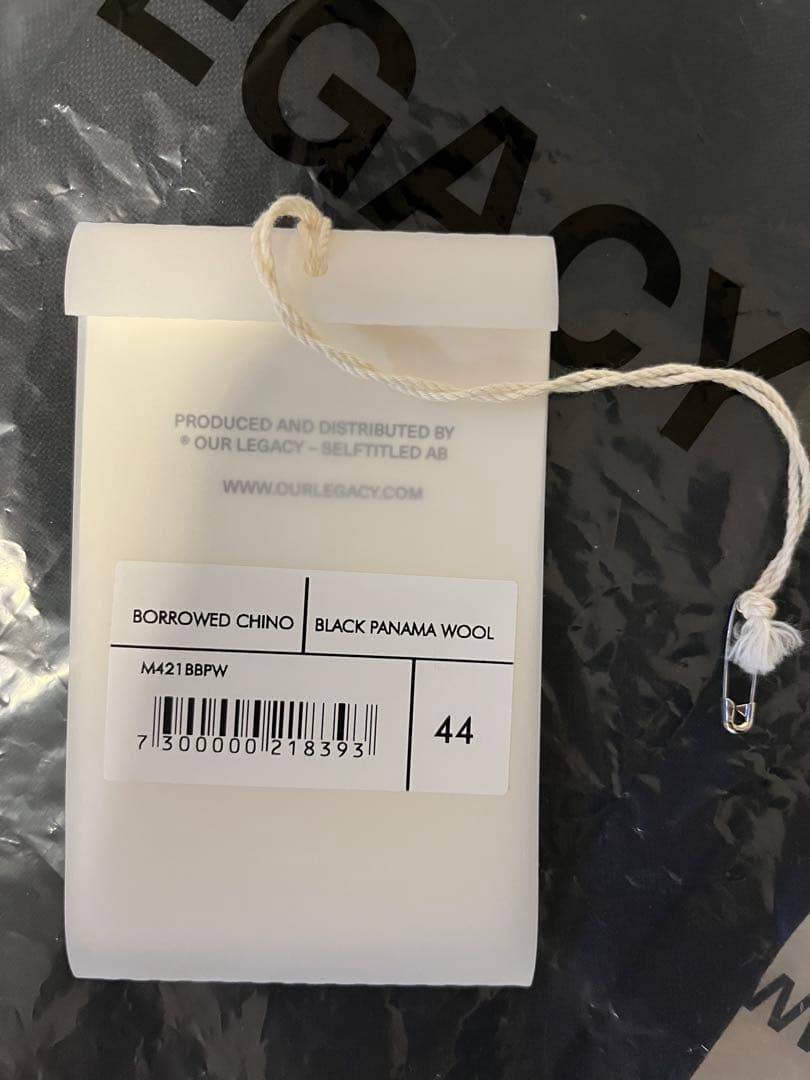 EGACY
PRODUCED AND DISTRIBUTED BY
® OUR LEGACY – SELFTITLED AB
WWW.OURLEGACY.COM
BORROWED CHINO
BLACK PANAMA WOOL
M421BBPW
7 300000 218393
44
W